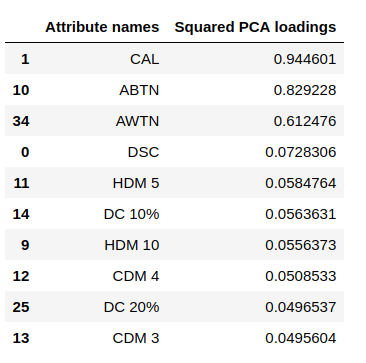 Attribute names Squared PCA loadings
1 CAL 0.944601
10 ABTN 0.829228
34 AWTN 0.612476
0 DSC 0.0728306
11 HDM 5 0.0584764
14 DC 10% 0.0563631
9 HDM 10 0.0556373
12 CDM 4 0.0508533
25 DC 20% 0.0496537
13 CDM 3 0.0495604